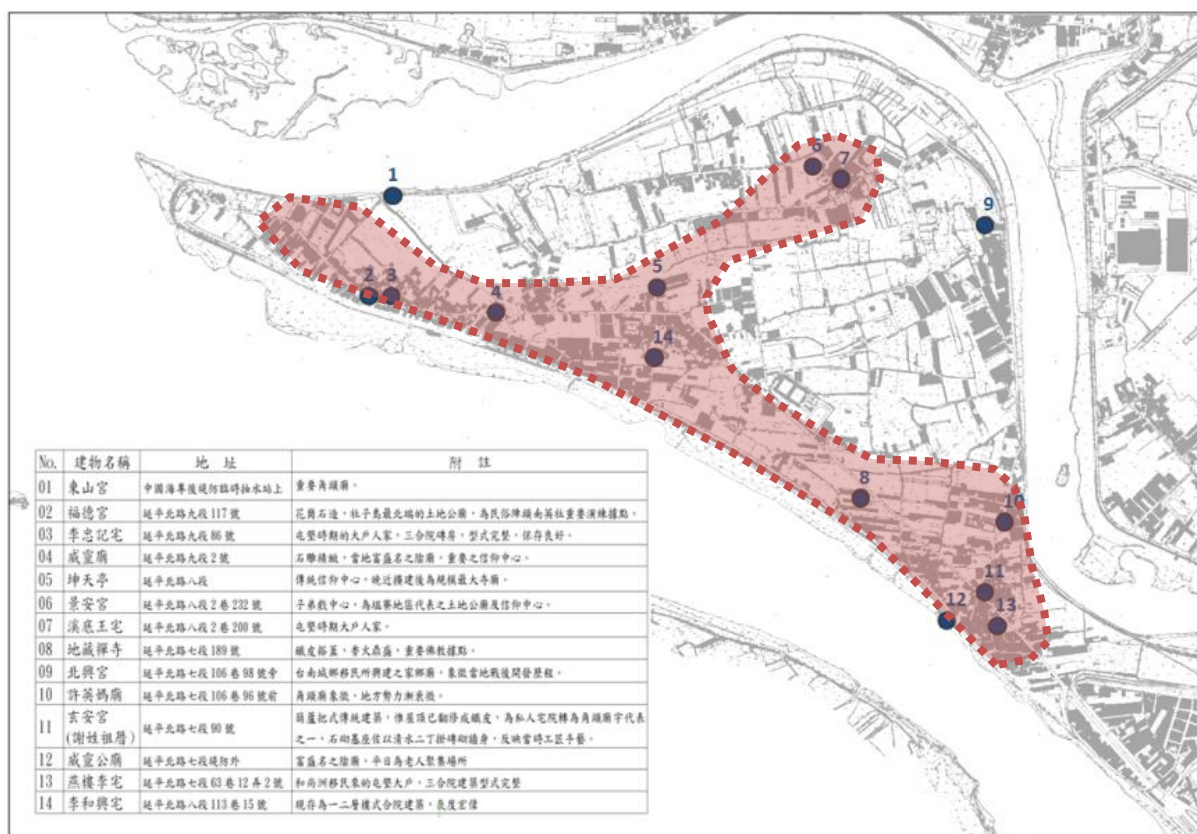 6
7
1
9
5
2
3
4
14
8
10
11
12
13
No. 建物名稱 地 址 附 註
01 東山宮 中國海專後堤防臨時抽水站上 重要角頭廟。
02 福德宮 延平北路九段117號 花崗石造,社子島最北端的土地公廟,為民俗陣頭南英社重要演練據點。
03 李忠記宅 延平北路九段86號 屯墾時期的大戶人家,三合院磚房,型式完整,保存良好。
04 威靈廟 延平北路九段2號 石雕精緻,當地富盛名之陰廟,重要之信仰中心。
05 坤天亭 延平北路八段 傳統信仰中心,晚近擴建後為規模最大寺廟。
06 景安宮 延平北路八段2巷232號 子弟戲中心,為塭寮地區代表之土地公廟及信仰中心。
07 溪底王宅 延平北路八段2巷200號 屯墾時期大戶人家。
08 地藏禪寺 延平北路七段189號 鐵皮搭蓋,香火鼎盛,重要佛教據點。
09 北興宮 延平北路七段106巷98號旁 台南城鄉移民所興建之家鄉廟,象徵當地戰後開發歷程。
10 許英媽廟 延平北路七段106巷96號前 角頭廟象徵,地方勢力漸衰微。
11 玄安宮 延平北路七段90號 葫蘆把式傳統建築,惟屋頂已翻修成鐵皮,為私人宅院轉為角頭廟宇代表
(謝姓祖厝) 之一,石砌基座佐以清水二丁掛磚砌牆身,反映當時工匠手藝。
12 威靈公廟 延平北路七段堤防外 富盛名之陰廟,平日為老人聚集場所
13 燕樓李宅 延平北路七段63巷12弄2號 和尚洲移民來的屯墾大戶,三合院建築型式完整
14 李和興宅 延平北路八段113巷15號 現存為一二層樓式合院建築,氣度宏偉